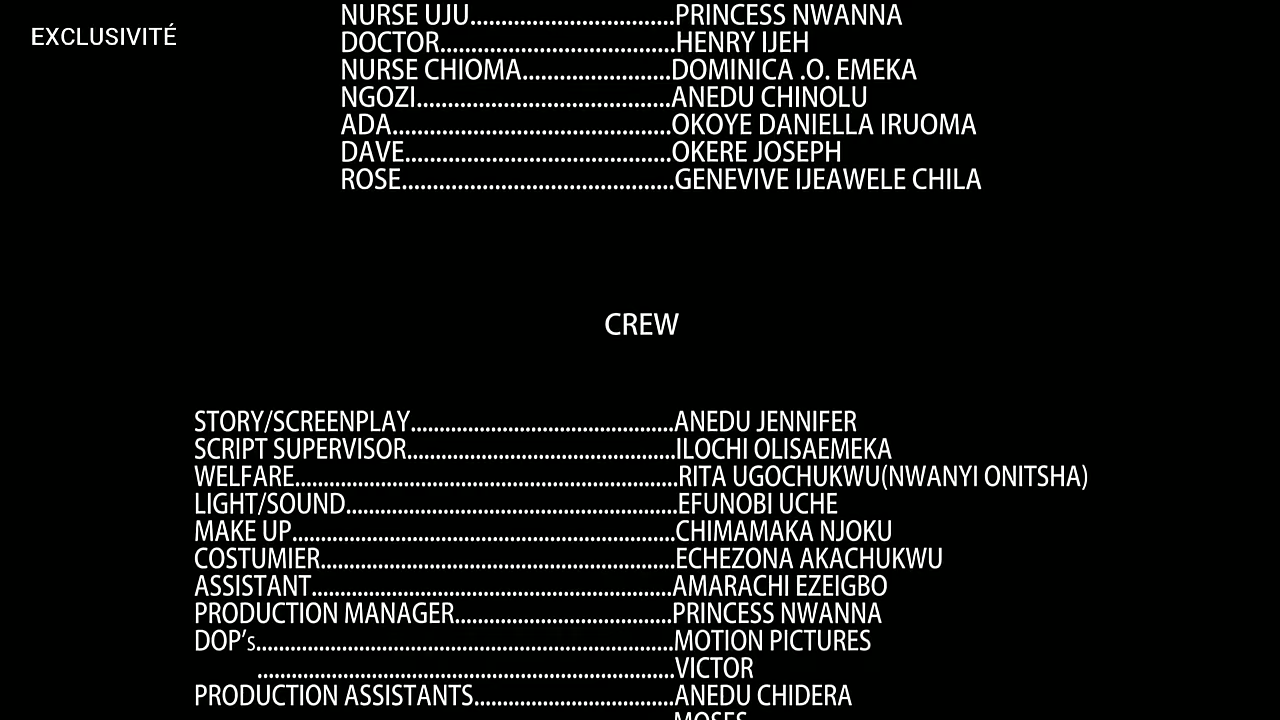 NURSE UJU.................................PRINCESS NWANNA
EXCLUSIVITÉ
DOCTOR......................................HENRY IJEH
NURSE CHIOMA........................DOMINICA .O. EMEKA
NGOZI.........................................ANEDU CHINOLU
ADA.............................................OKOYE DANIELLA IRUOMA
DAVE...........................................OKERE JOSEPH
ROSE............................................GENEVIVE IJEAWELE CHILA
CREW
STORY/SCREENPLAY..........................................ANEDU JENNIFER
SCRIPT SUPERVISOR...........................................ILOCHI OLISAEMEKA
WELFARE..............................................................RITA UGOCHUKWU(NWANYI ONITSHA)
LIGHT/SOUND.....................................................EFUNOBI UCHE
MAKE UP..............................................................CHIMAMAKA NJOKU
COSTUMIER.........................................................ECHEZONA AKACHUKWU
ASSISTANT..........................................................AMARACHI EZEIGBO
PRODUCTION MANAGER...................................PRINCESS NWANNA
DOP's...................................................................MOTION PICTURES
...................................................................VICTOR
PRODUCTION ASSISTANTS................................ANEDU CHIDERA
MOSES